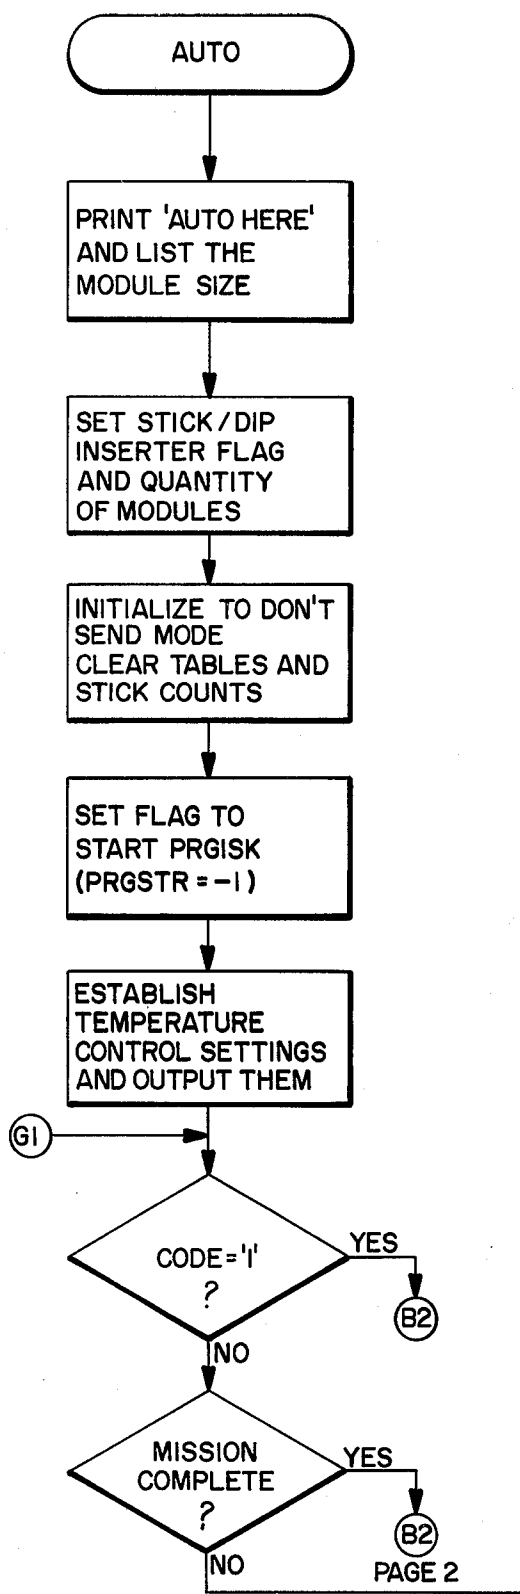 AUTO
PRINT 'AUTO HERE'
AND LIST THE
MODULE SIZE
SET STICK/DIP
INSERTER FLAG
AND QUANTITY
OF MODULES
INITIALIZE TO DON'T
SEND MODE
CLEAR TABLES AND
STICK COUNTS
SET FLAG TO
START PRGISK
(PRGSTR = -1)
ESTABLISH
TEMPERATURE
CONTROL SETTINGS
AND OUTPUT THEM
G1
CODE='1'
?
YES
B2
NO
MISSION
COMPLETE
?
YES
B2
PAGE 2
NO